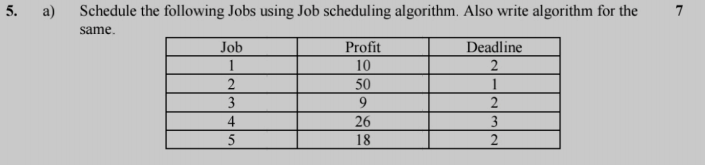 5. a) Schedule the following Jobs using Job scheduling algorithm. Also write algorithm for the 7
same.
Job Profit Deadline
1 10 2
2 50 1
3 9 2
4 26 3
5 18 2